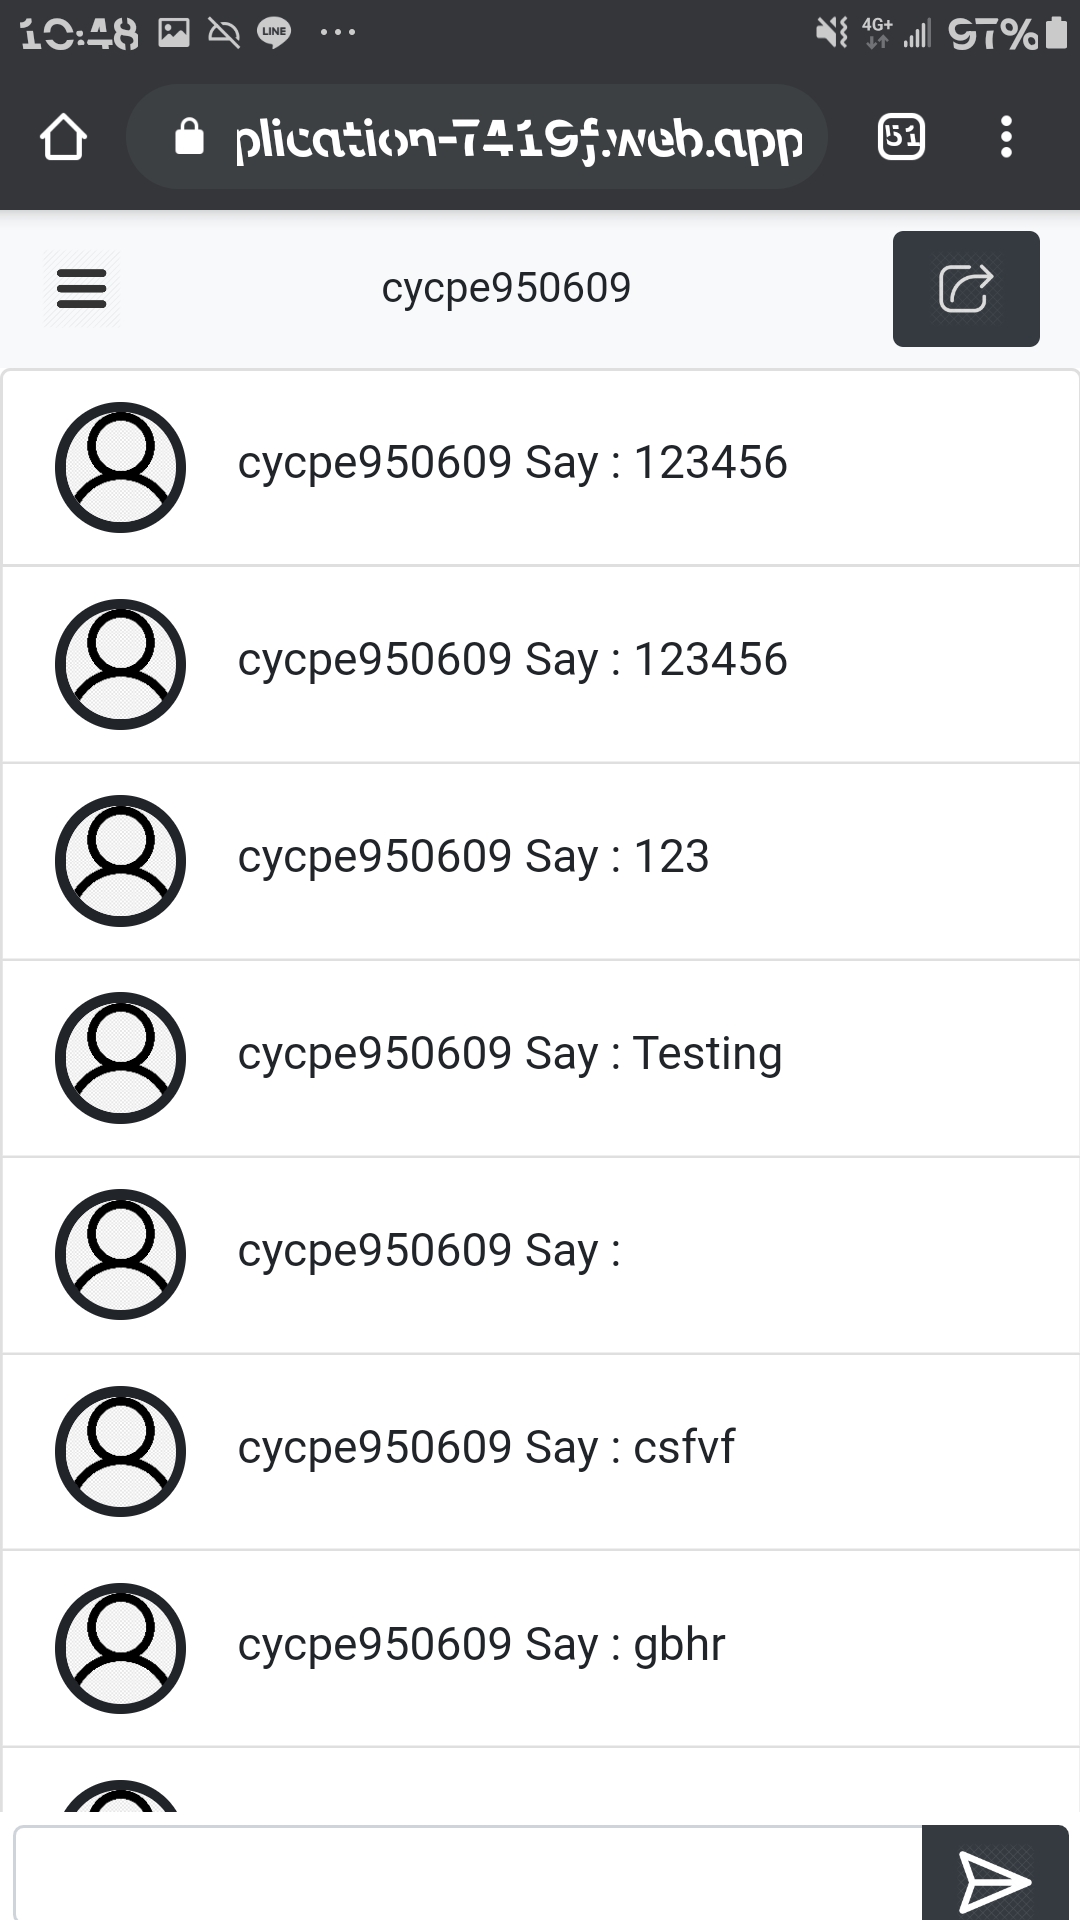 10:48 LINE 4G+ 97%
plication-7419f.web.app 51
cycpe950609
cycpe950609 Say : 123456
cycpe950609 Say : 123456
cycpe950609 Say : 123
cycpe950609 Say : Testing
cycpe950609 Say :
cycpe950609 Say : csfvf
cycpe950609 Say : gbhr